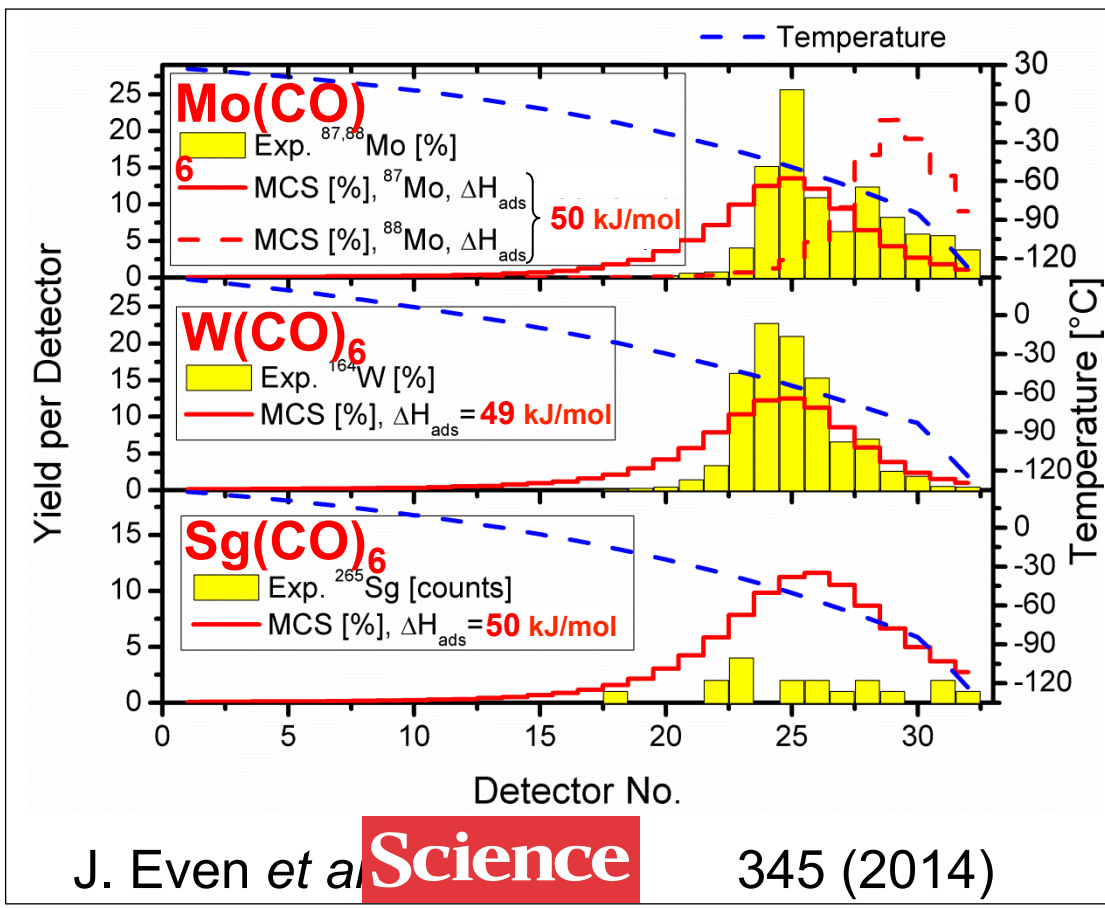 Temperature
Mo(CO)
6
Exp. 87,88Mo [%]
MCS [%], 87Mo, ΔHads
MCS [%], 88Mo, ΔHads
50 kJ/mol
25
20
15
10
5
0
30
0
-30
-60
-90
-120
W(CO)6
Exp. 164W [%]
MCS [%], ΔHads= 49 kJ/mol
25
20
15
10
5
0
0
-30
-60
-90
-120
Sg(CO)6
Exp. 265Sg [counts]
MCS [%], ΔHads= 50 kJ/mol
15
10
5
0
0
-30
-60
-90
-120
0 5 10 15 20 25 30
Yield per Detector
Temperature [°C]
Detector No.
J. Even et al Science 345 (2014)